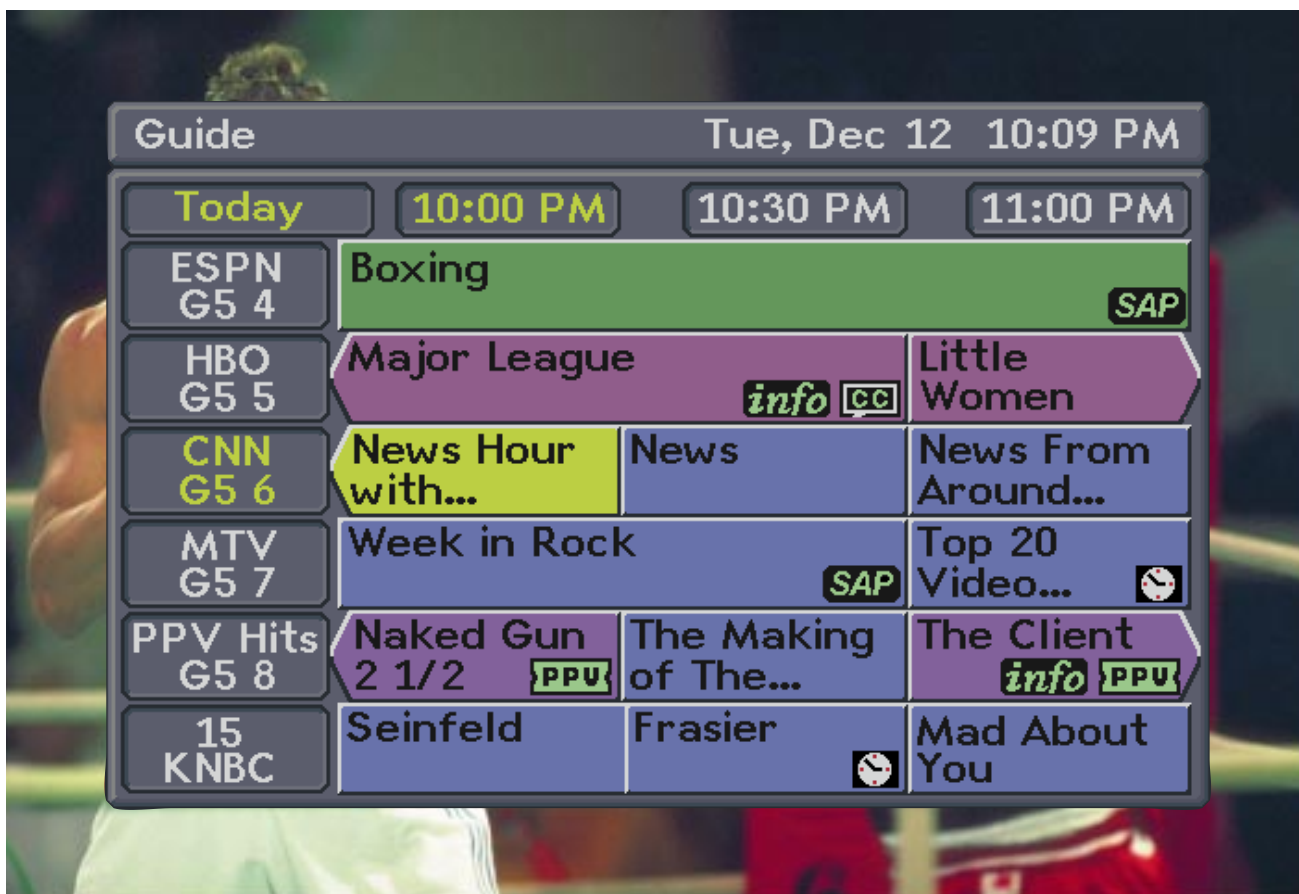 Guide Tue, Dec 12 10:09 PM
Today 10:00 PM 10:30 PM 11:00 PM
ESPN
G5 4
Boxing
SAP
HBO
G5 5
Major League
info CC
Little
Women
CNN
G5 6
News Hour
with...
News
News From
Around...
MTV
G5 7
Week in Rock
SAP
Top 20
Video...
PPV Hits
G5 8
Naked Gun
2 1/2 PPV
The Making
of The...
The Client
info PPV
15
KNBC
Seinfeld
Frasier
Mad About
You